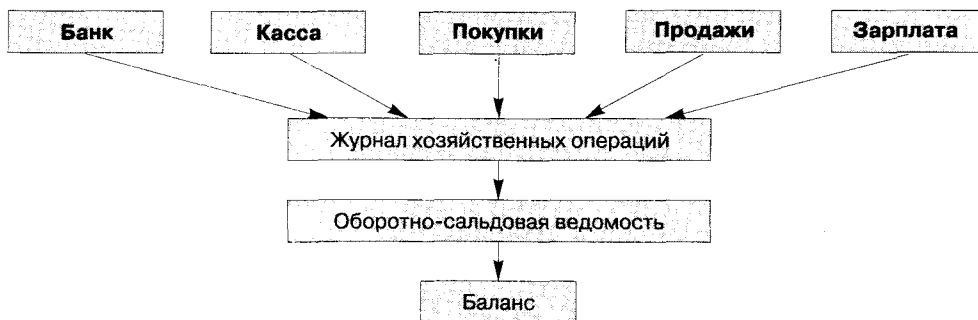 Банк
Касса
Покупки
Продажи
Зарплата
Журнал хозяйственных операций
Оборотно-сальдовая ведомость
Баланс